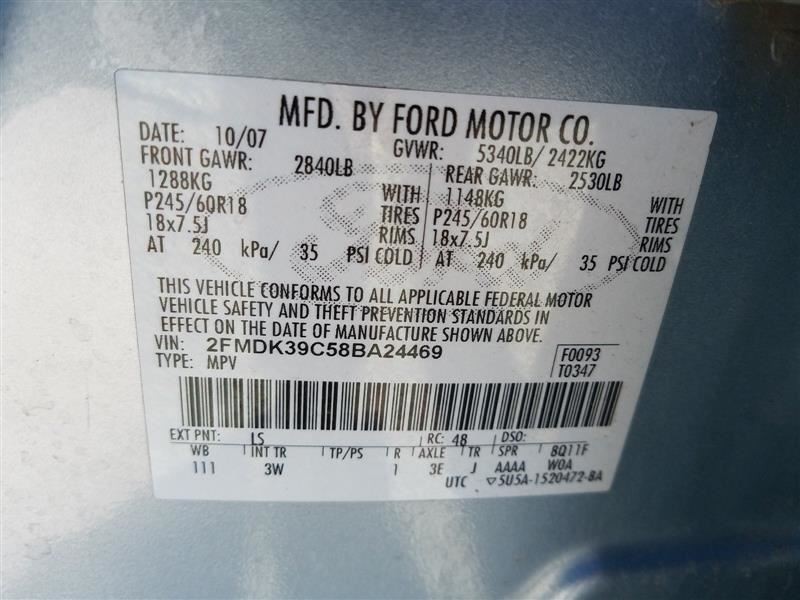 MFD. BY FORD MOTOR CO.
DATE: 10/07 GVWR: 5340LB/ 2422KG
FRONT GAWR: 2840LB REAR GAWR: 2530LB
1288KG WITH 1148KG WITH
P245/60R18 TIRES P245/60R18 TIRES
18x7.5J RIMS 18x7.5J RIMS
AT 240 kPa/ 35 PSI COLD AT 240 kPa/ 35 PSI COLD
THIS VEHICLE CONFORMS TO ALL APPLICABLE FEDERAL MOTOR
VEHICLE SAFETY AND THEFT PREVENTION STANDARDS IN
EFFECT ON THE DATE OF MANUFACTURE SHOWN ABOVE.
VIN: 2FMDK39C58BA24469 F0093
TYPE: MPV T0347
EXT PNT: LS RC: 48 DSO:
WB INT TR TP/PS R AXLE TR SPR 8Q11F
111 3W 1 3E J AAAA W0A
UTC ▽5U5A-1520472-BA